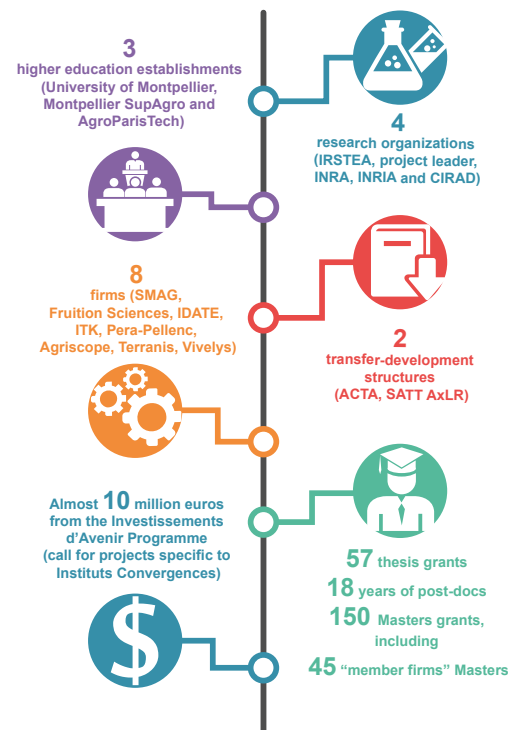 3
higher education establishments
(University of Montpellier,
Montpellier SupAgro and
AgroParisTech)
4
research organizations
(IRSTEA, project leader,
INRA, INRIA and CIRAD)
8
firms (SMAG,
Fruition Sciences, IDATE,
ITK, Pera-Pellenc,
Agriscope, Terranis, Vivelys)
2
transfer-development
structures
(ACTA, SATT AxLR)
Almost 10 million euros
from the Investissements
d'Avenir Programme
(call for projects specific to
Instituts Convergences)
$
57 thesis grants
18 years of post-docs
150 Masters grants,
including
45 “member firms” Masters